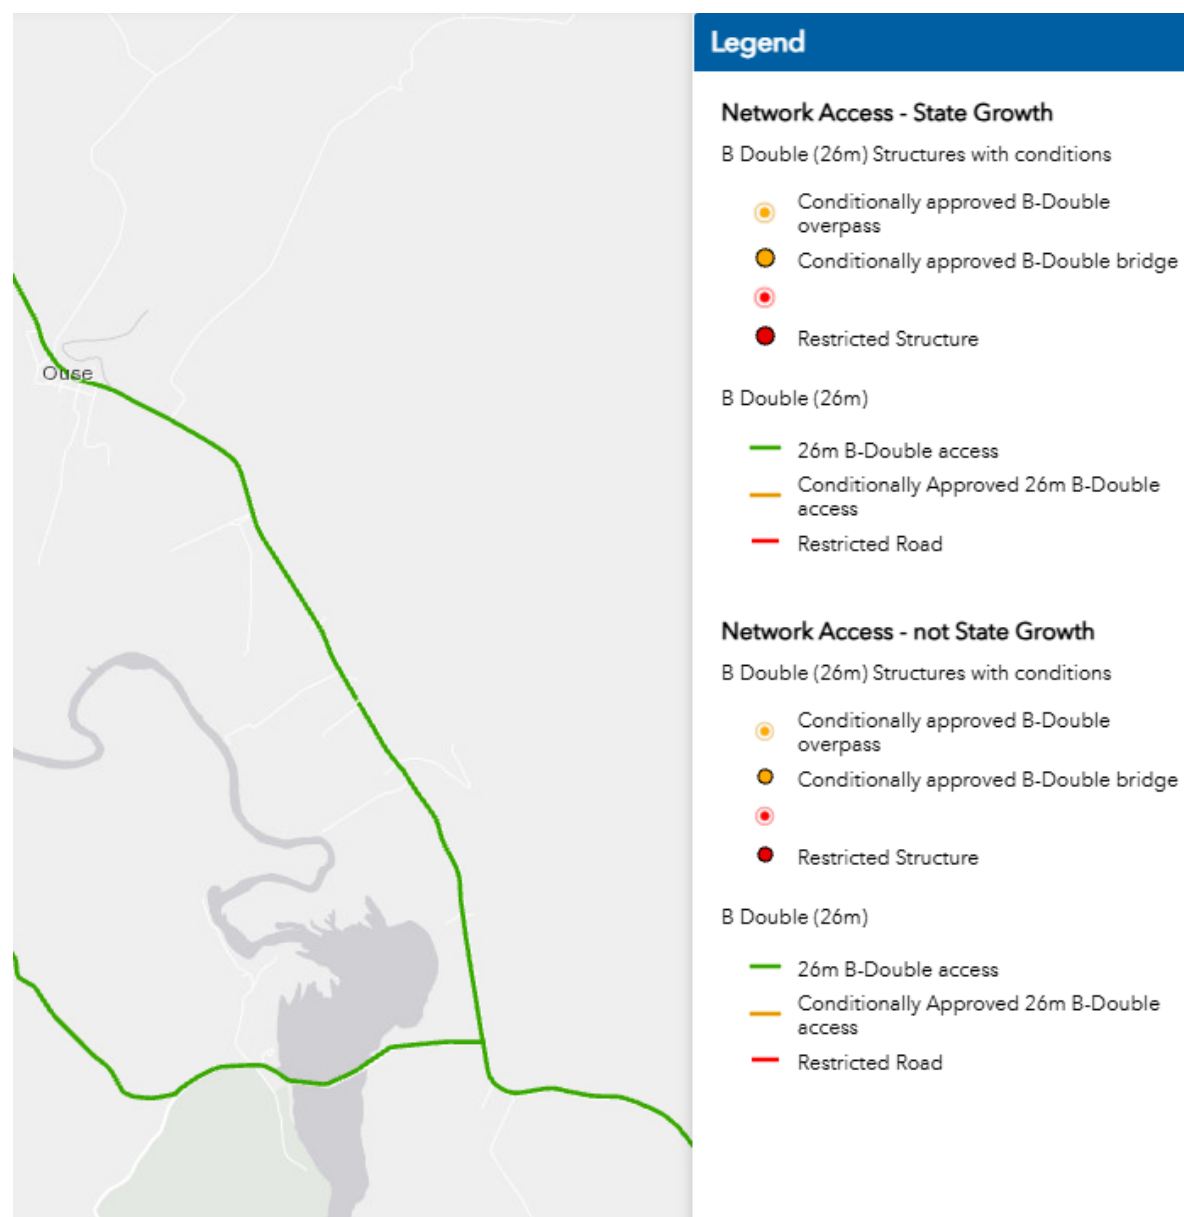 Legend
Network Access - State Growth
B Double (26m) Structures with conditions
Conditionally approved B-Double
overpass
Conditionally approved B-Double bridge
Restricted Structure
Ouse
B Double (26m)
26m B-Double access
Conditionally Approved 26m B-Double
access
Restricted Road
Network Access - not State Growth
B Double (26m) Structures with conditions
Conditionally approved B-Double
overpass
Conditionally approved B-Double bridge
Restricted Structure
B Double (26m)
26m B-Double access
Conditionally Approved 26m B-Double
access
Restricted Road